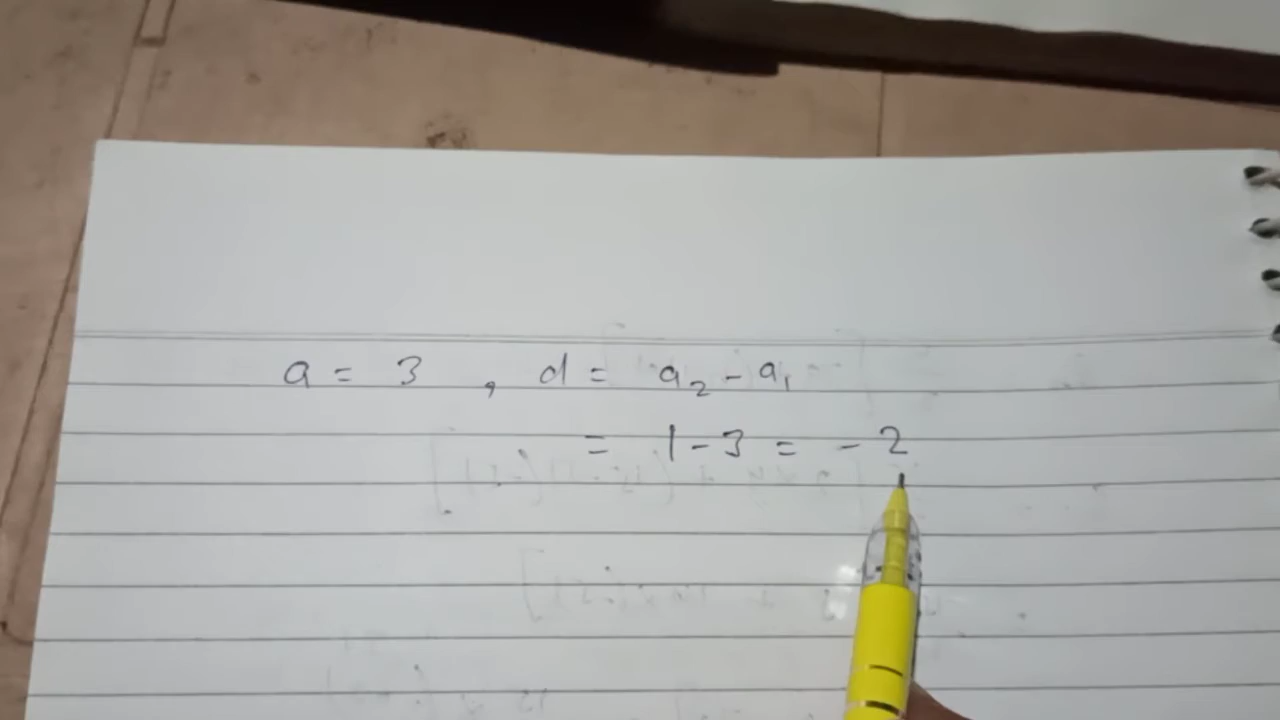 a = 3 , d = a₂ - a₁
= 1 - 3 = - 2